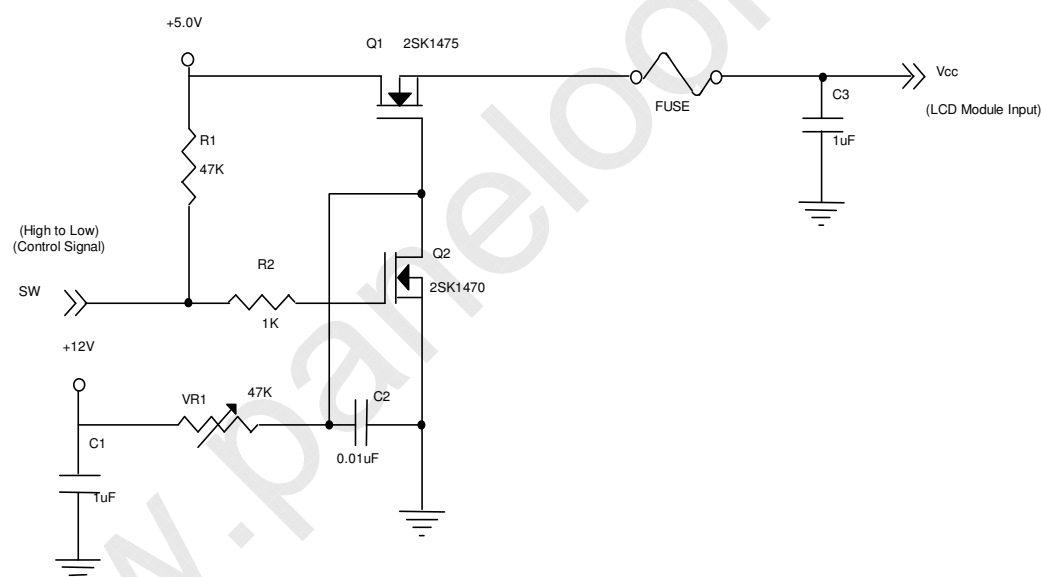 +5.0V
Q1 2SK1475
Vcc
C3
FUSE
(LCD Module Input)
R1
1uF
47K
(High to Low)
(Control Signal)
Q2
R2
SW
2SK1470
1K
+12V
VR1 47K
C2
C1
0.01uF
1uF
w.paneloo